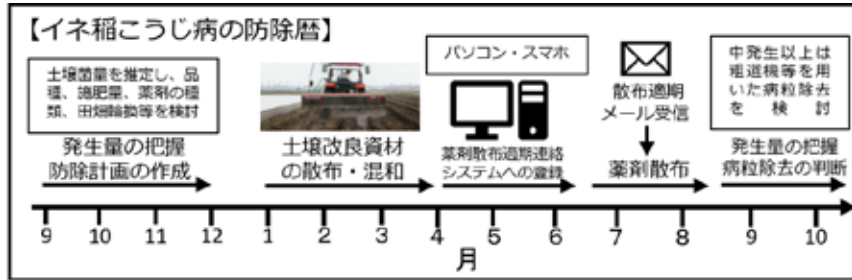 【イネ稲こうじ病の防除暦】
土壌菌量を推定し、品
種、施肥量、薬剤の種
類、田畑輪換等を検討
発生量の把握
防除計画の作成
土壌改良資材
の散布・混和
パソコン・スマホ
薬剤散布適期連絡
システムへの登録
散布適期
メール受信
薬剤散布
中発生以上は
粗選機等を用
いた病粒除去
を検討
発生量の把握
病粒除去の判断
9 10 11 12 1 2 3 4 5 6 7 8 9 10
月